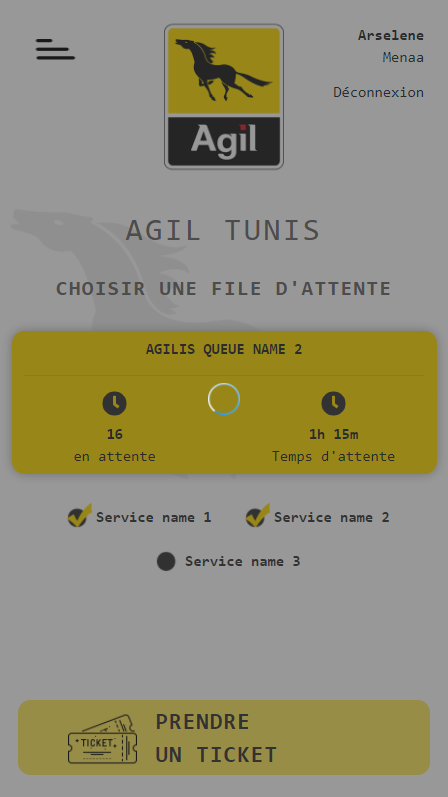 Arselene
Menaa
Déconnexion
Agil
AGIL TUNIS
CHOISIR UNE FILE D'ATTENTE
AGILIS QUEUE NAME 2
16
en attente
1h 15m
Temps d'attente
Service name 1
Service name 2
Service name 3
TICKET
PRENDRE
UN TICKET